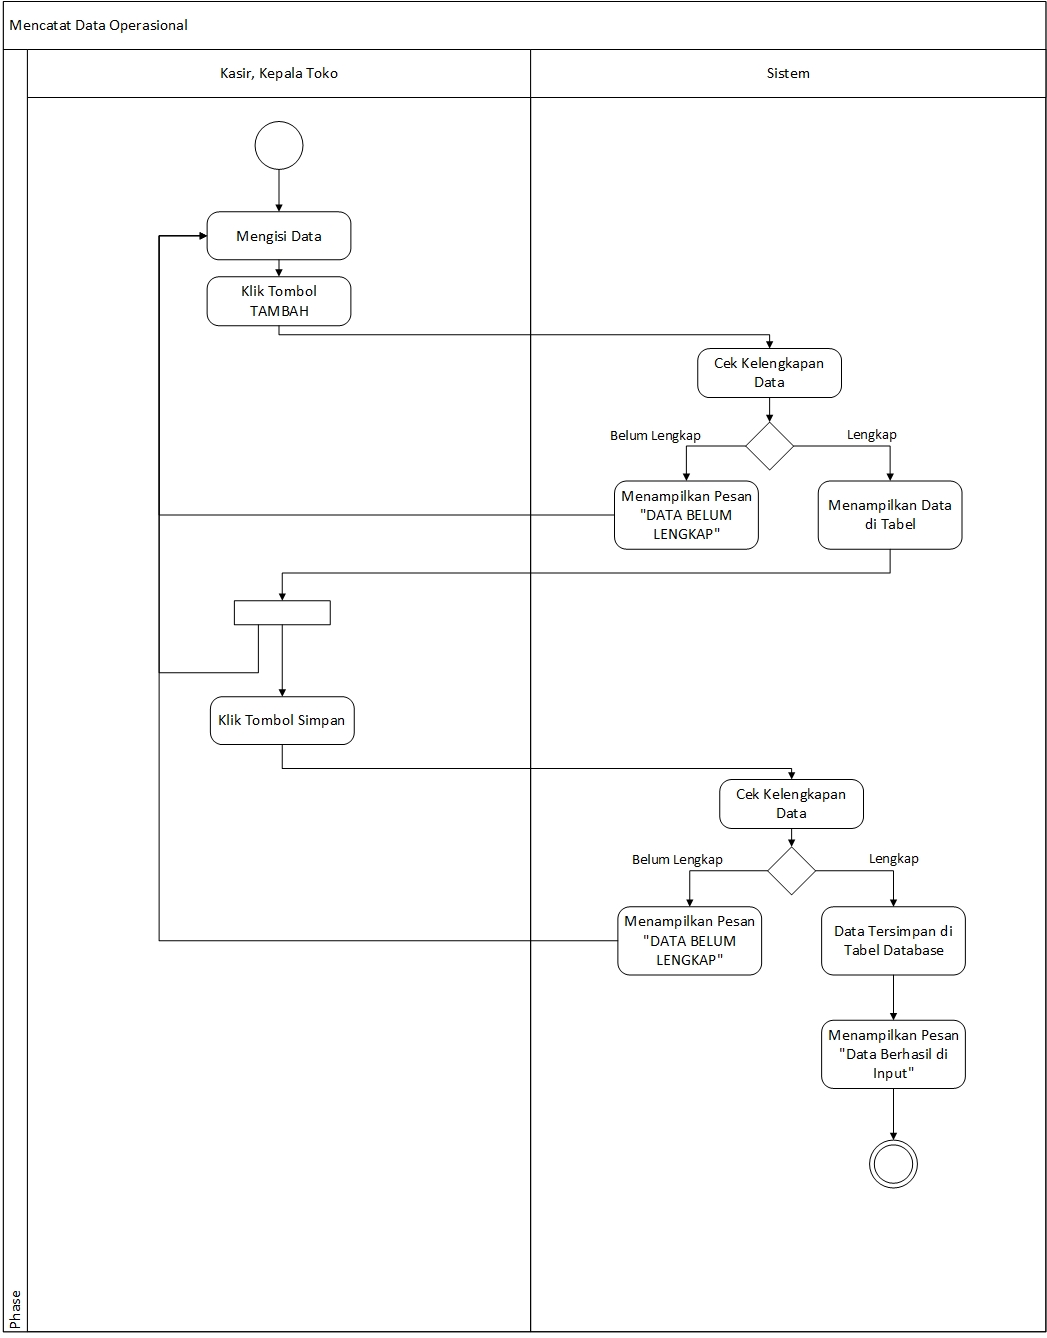 Mencatat Data Operasional
Kasir, Kepala Toko
Sistem
Mengisi Data
Klik Tombol
TAMBAH
Cek Kelengkapan
Data
Belum Lengkap
Lengkap
Menampilkan Pesan
"DATA BELUM
LENGKAP"
Menampilkan Data
di Tabel
Klik Tombol Simpan
Cek Kelengkapan
Data
Belum Lengkap
Lengkap
Menampilkan Pesan
"DATA BELUM
LENGKAP"
Data Tersimpan di
Tabel Database
Menampilkan Pesan
"Data Berhasil di
Input"
Phase